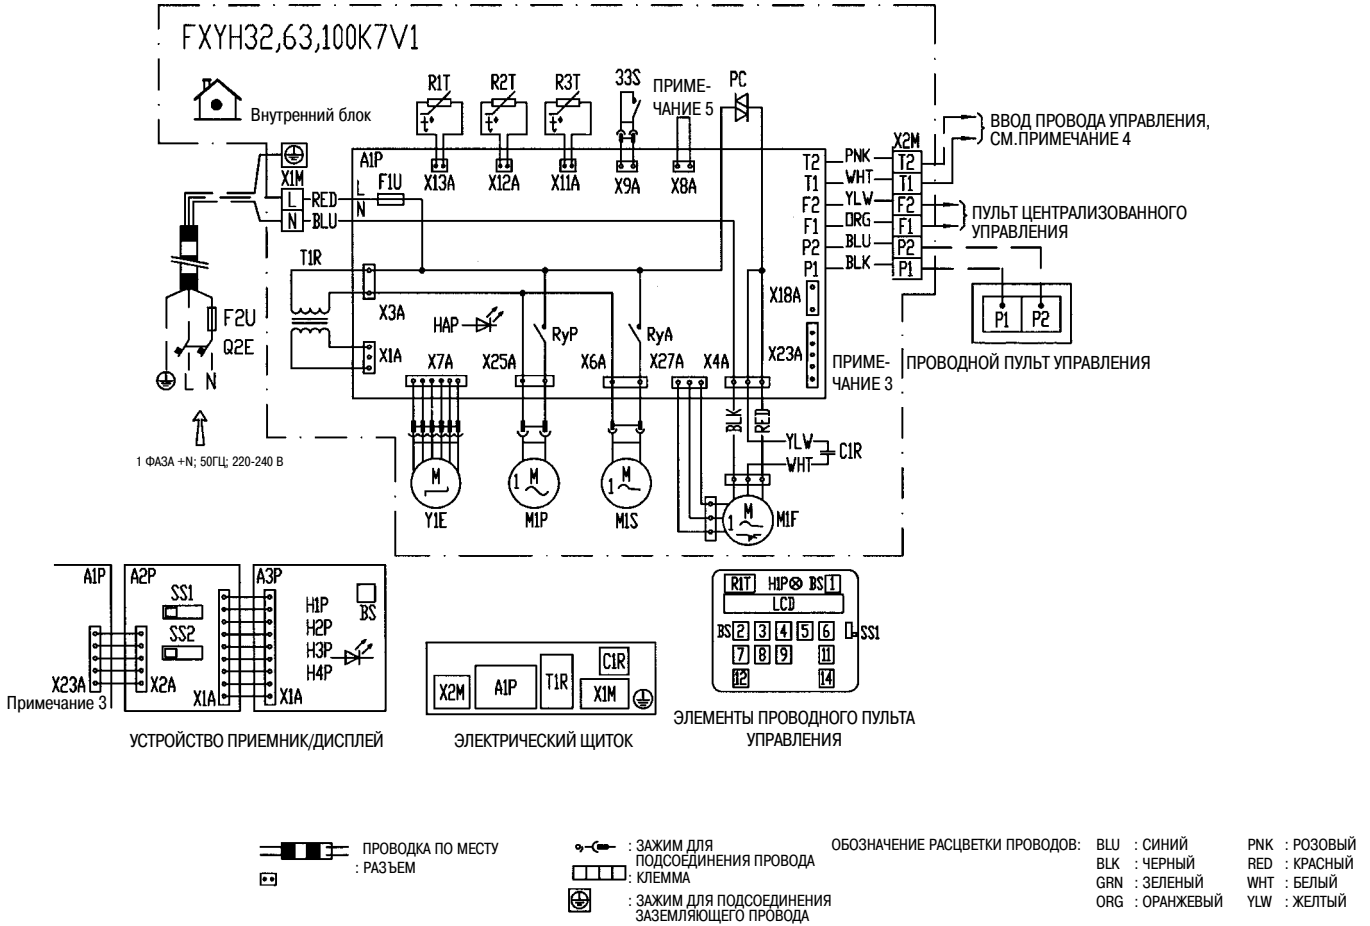 FXYH32,63,100K7V1
Внутренний блок
R1T
R2T
R3T
33S
ПРИМЕ-
ЧАНИЕ 5
PC
t°
t°
t°
A1P
X13A
X12A
X11A
X9A
X8A
X1M
L
RED
N
BLU
L
N
F1U
T2
PNK
T2
T1
WHT
T1
F2
YLW
F2
F1
ORG
F1
P2
BLU
P2
P1
BLK
P1
X2M
ВВОД ПРОВОДА УПРАВЛЕНИЯ,
СМ.ПРИМЕЧАНИЕ 4
ПУЛЬТ ЦЕНТРАЛИЗОВАННОГО
УПРАВЛЕНИЯ
P1
P2
ПРОВОДНОЙ ПУЛЬТ УПРАВЛЕНИЯ
T1R
X3A
X1A
HAP
RyP
RyA
X18A
X23A
ПРИМЕ-
ЧАНИЕ 3
X7A
X25A
X6A
X27A
X4A
F2U
Q2E
L
N
1 ФАЗА +N; 50ГЦ; 220-240 В
BLK
RED
YLW
WHT
C1R
M
Y1E
1
M
M1P
1
M
M1S
1
M
M1F
A1P
A2P
A3P
SS1
SS2
BS
H1P
H2P
H3P
H4P
X23A
X2A
X1A
X1A
Примечание 3
УСТРОЙСТВО ПРИЕМНИК/ДИСПЛЕЙ
X2M
A1P
T1R
C1R
X1M
ЭЛЕКТРИЧЕСКИЙ ЩИТОК
R1T
H1P
BS
1
LCD
BS
2
3
4
5
6
SS1
7
8
9
11
12
14
ЭЛЕМЕНТЫ ПРОВОДНОГО ПУЛЬТА
УПРАВЛЕНИЯ
ПРОВОДКА ПО МЕСТУ
: РАЗЪЕМ
: ЗАЖИМ ДЛЯ
ПОДСОЕДИНЕНИЯ ПРОВОДА
: КЛЕММА
: ЗАЖИМ ДЛЯ ПОДСОЕДИНЕНИЯ
ЗАЗЕМЛЯЮЩЕГО ПРОВОДА
ОБОЗНАЧЕНИЕ РАСЦВЕТКИ ПРОВОДОВ:
BLU : СИНИЙ
BLK : ЧЕРНЫЙ
GRN : ЗЕЛЕНЫЙ
ORG : ОРАНЖЕВЫЙ
PNK : РОЗОВЫЙ
RED : КРАСНЫЙ
WHT : БЕЛЫЙ
YLW : ЖЕЛТЫЙ